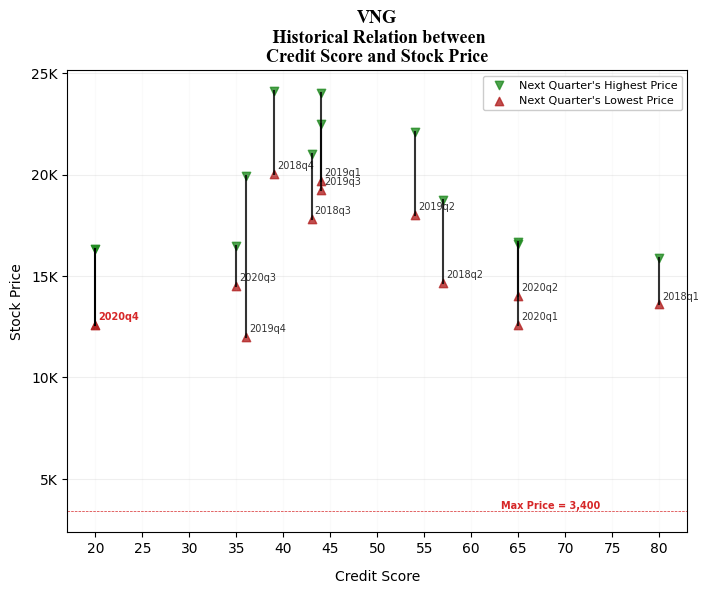 VNG
Historical Relation between
Credit Score and Stock Price
25K
Next Quarter's Highest Price
Next Quarter's Lowest Price
20K
2018q4
2019q1
2019q3
2018q3
2019q2
15K
2020q3
2018q2
2020q2
2018q1
2020q4
2019q4
2020q1
10K
5K
Max Price = 3,400
Stock Price
20 25 30 35 40 45 50 55 60 65 70 75 80
Credit Score